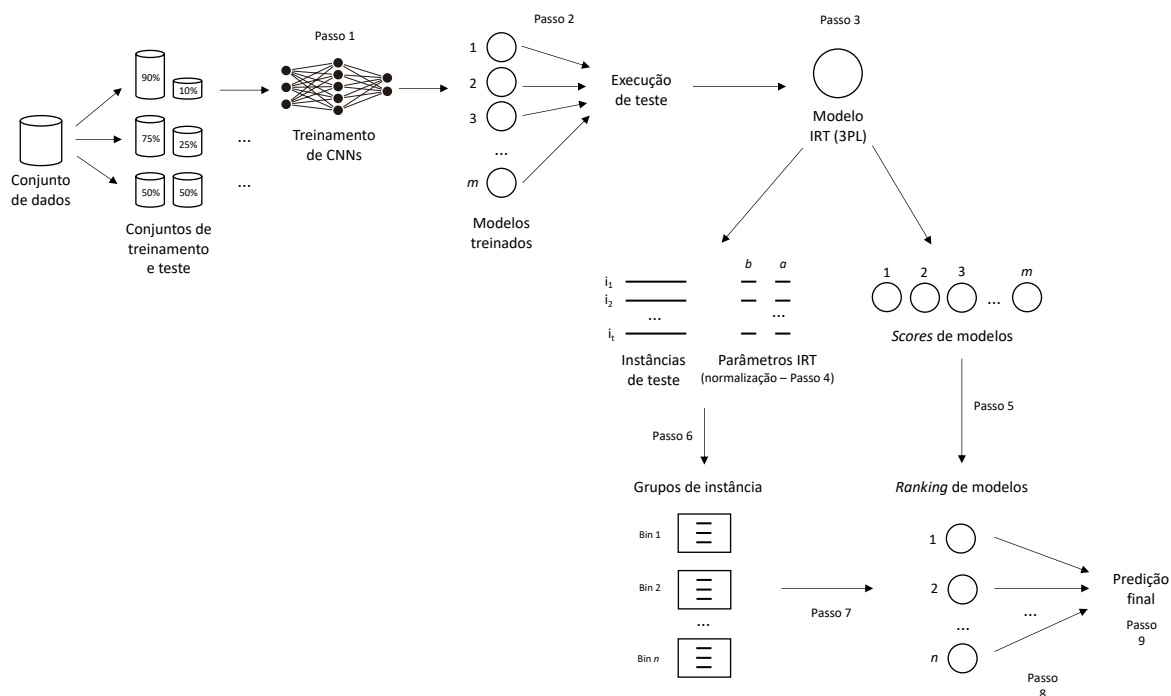 Passo 1
Passo 2
Passo 3
90%
10%
75%
25%
...
50%
50%
...
Conjunto
de dados
Conjuntos de
treinamento
e teste
Treinamento
de CNNs
1
2
3
...
m
Modelos
treinados
Execução
de teste
Modelo
IRT (3PL)
b
a
i1
i2
...
...
it
Instâncias
de teste
Parâmetros IRT
(normalização – Passo 4)
1
2
3
...
m
Scores de modelos
Passo 5
Passo 6
Grupos de instância
Bin 1
Bin 2
...
Bin n
Passo 7
Ranking de modelos
1
2
...
n
...
Passo
8
Predição
final
Passo
9